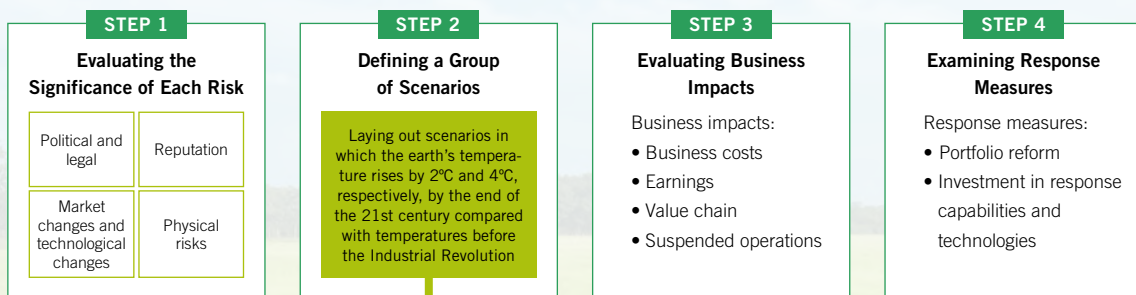 STEP 1
Evaluating the
Significance of Each Risk
Political and
legal
Reputation
Market
changes and
technological
changes
Physical
risks
STEP 2
Defining a Group
of Scenarios
Laying out scenarios in
which the earth's tempera-
ture rises by 2ºC and 4ºC,
respectively, by the end of
the 21st century compared
with temperatures before
the Industrial Revolution
STEP 3
Evaluating Business
Impacts
Business impacts:
• Business costs
• Earnings
• Value chain
• Suspended operations
STEP 4
Examining Response
Measures
Response measures:
• Portfolio reform
• Investment in response
capabilities and
technologies